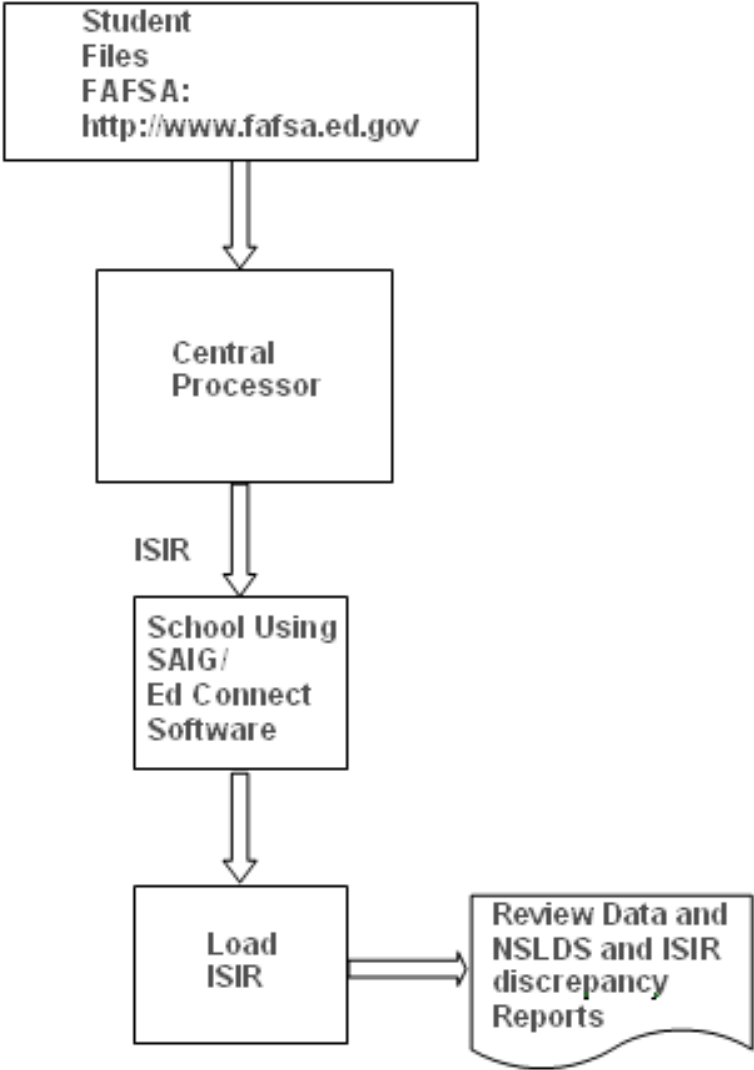 Student
Files
FAFSA:
http://www.fafsa.ed.gov
Central
Processor
ISIR
School Using
SAIG/
Ed Connect
Software
Load
ISIR
Review Data and
NSLDS and ISIR
discrepancy
Reports